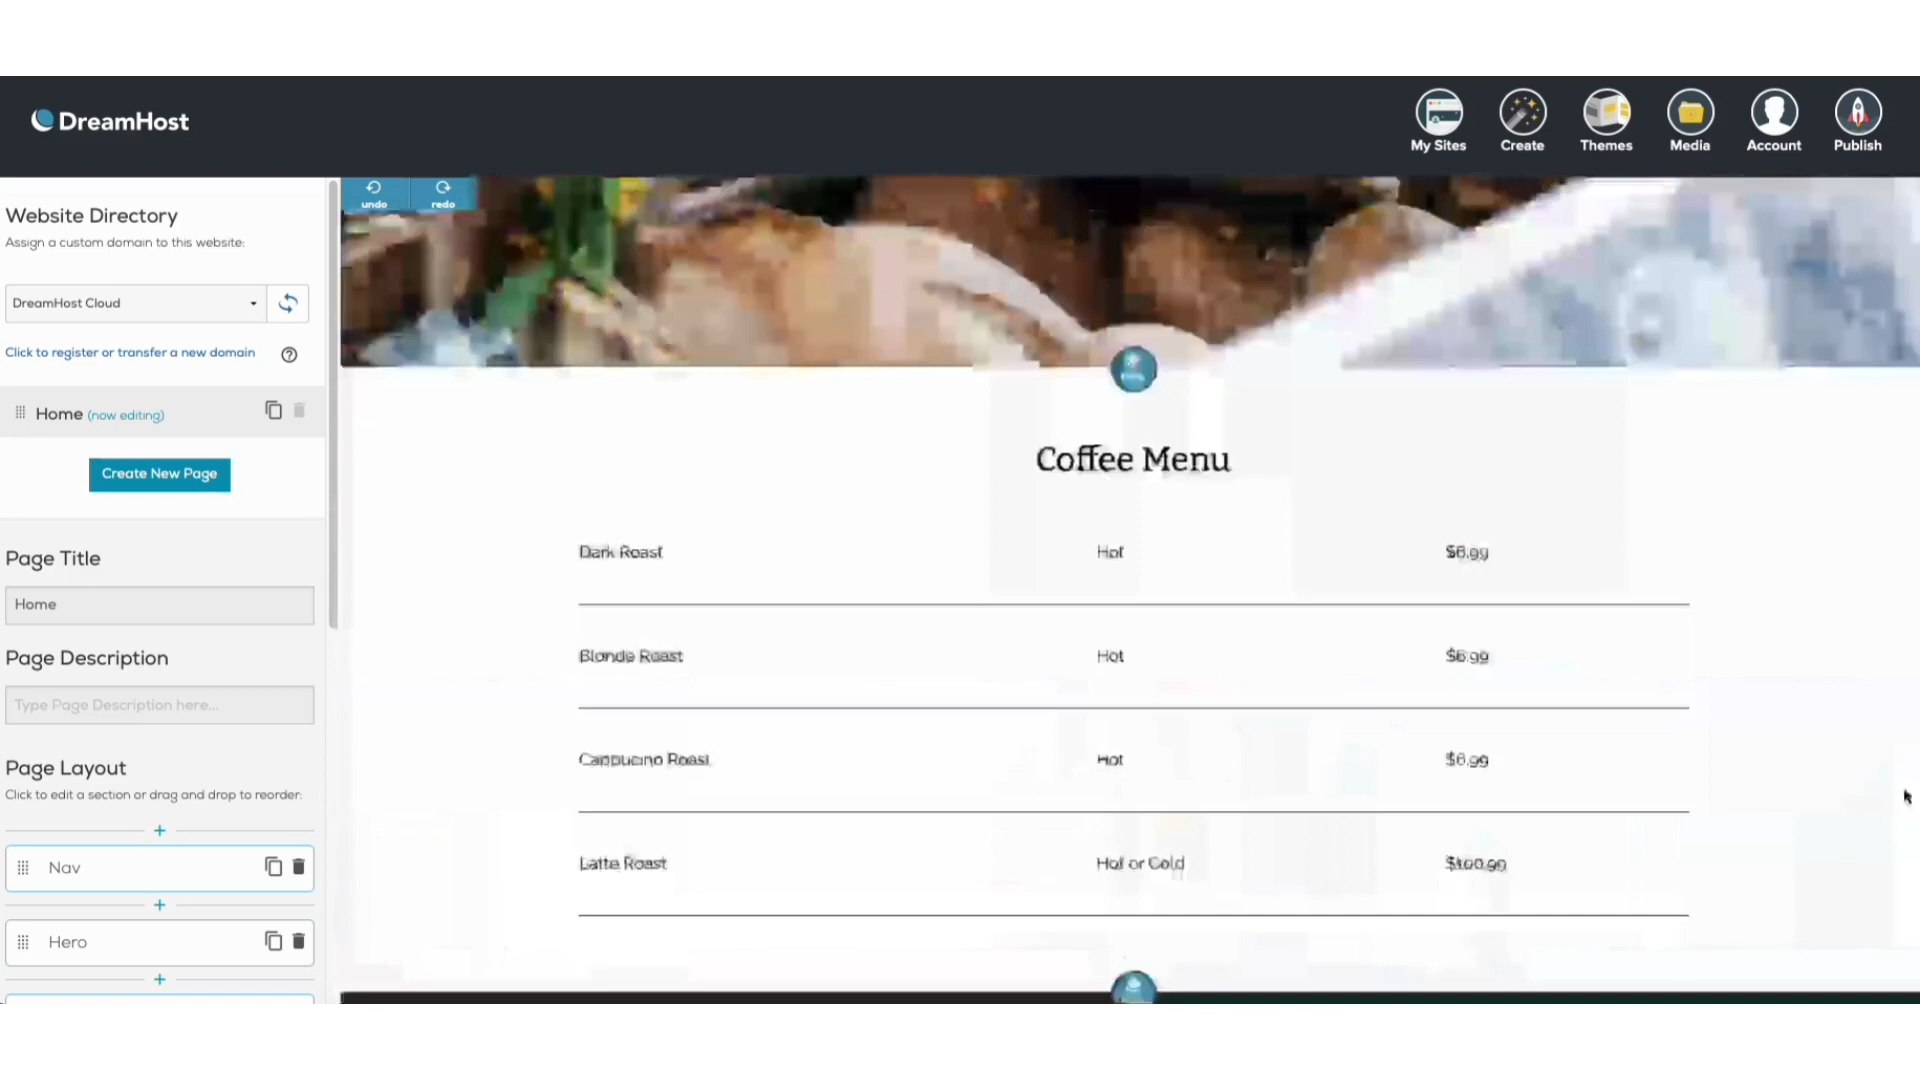 DreamHost
My Sites
Create
Themes
Media
Account
Publish
undo
redo
Website Directory
Assign a custom domain to this website:
DreamHost Cloud
Click to register or transfer a new domain
Home (now editing)
Create New Page
Page Title
Home
Page Description
Type Page Description here...
Page Layout
Click to edit a section or drag and drop to reorder:
Nav
Hero
Coffee Menu
Dark Roast Hot $6.99
Blonde Roast Hot $6.99
Cappucino Roast Hot $6.99
Latte Roast Hot or Cold $100.99